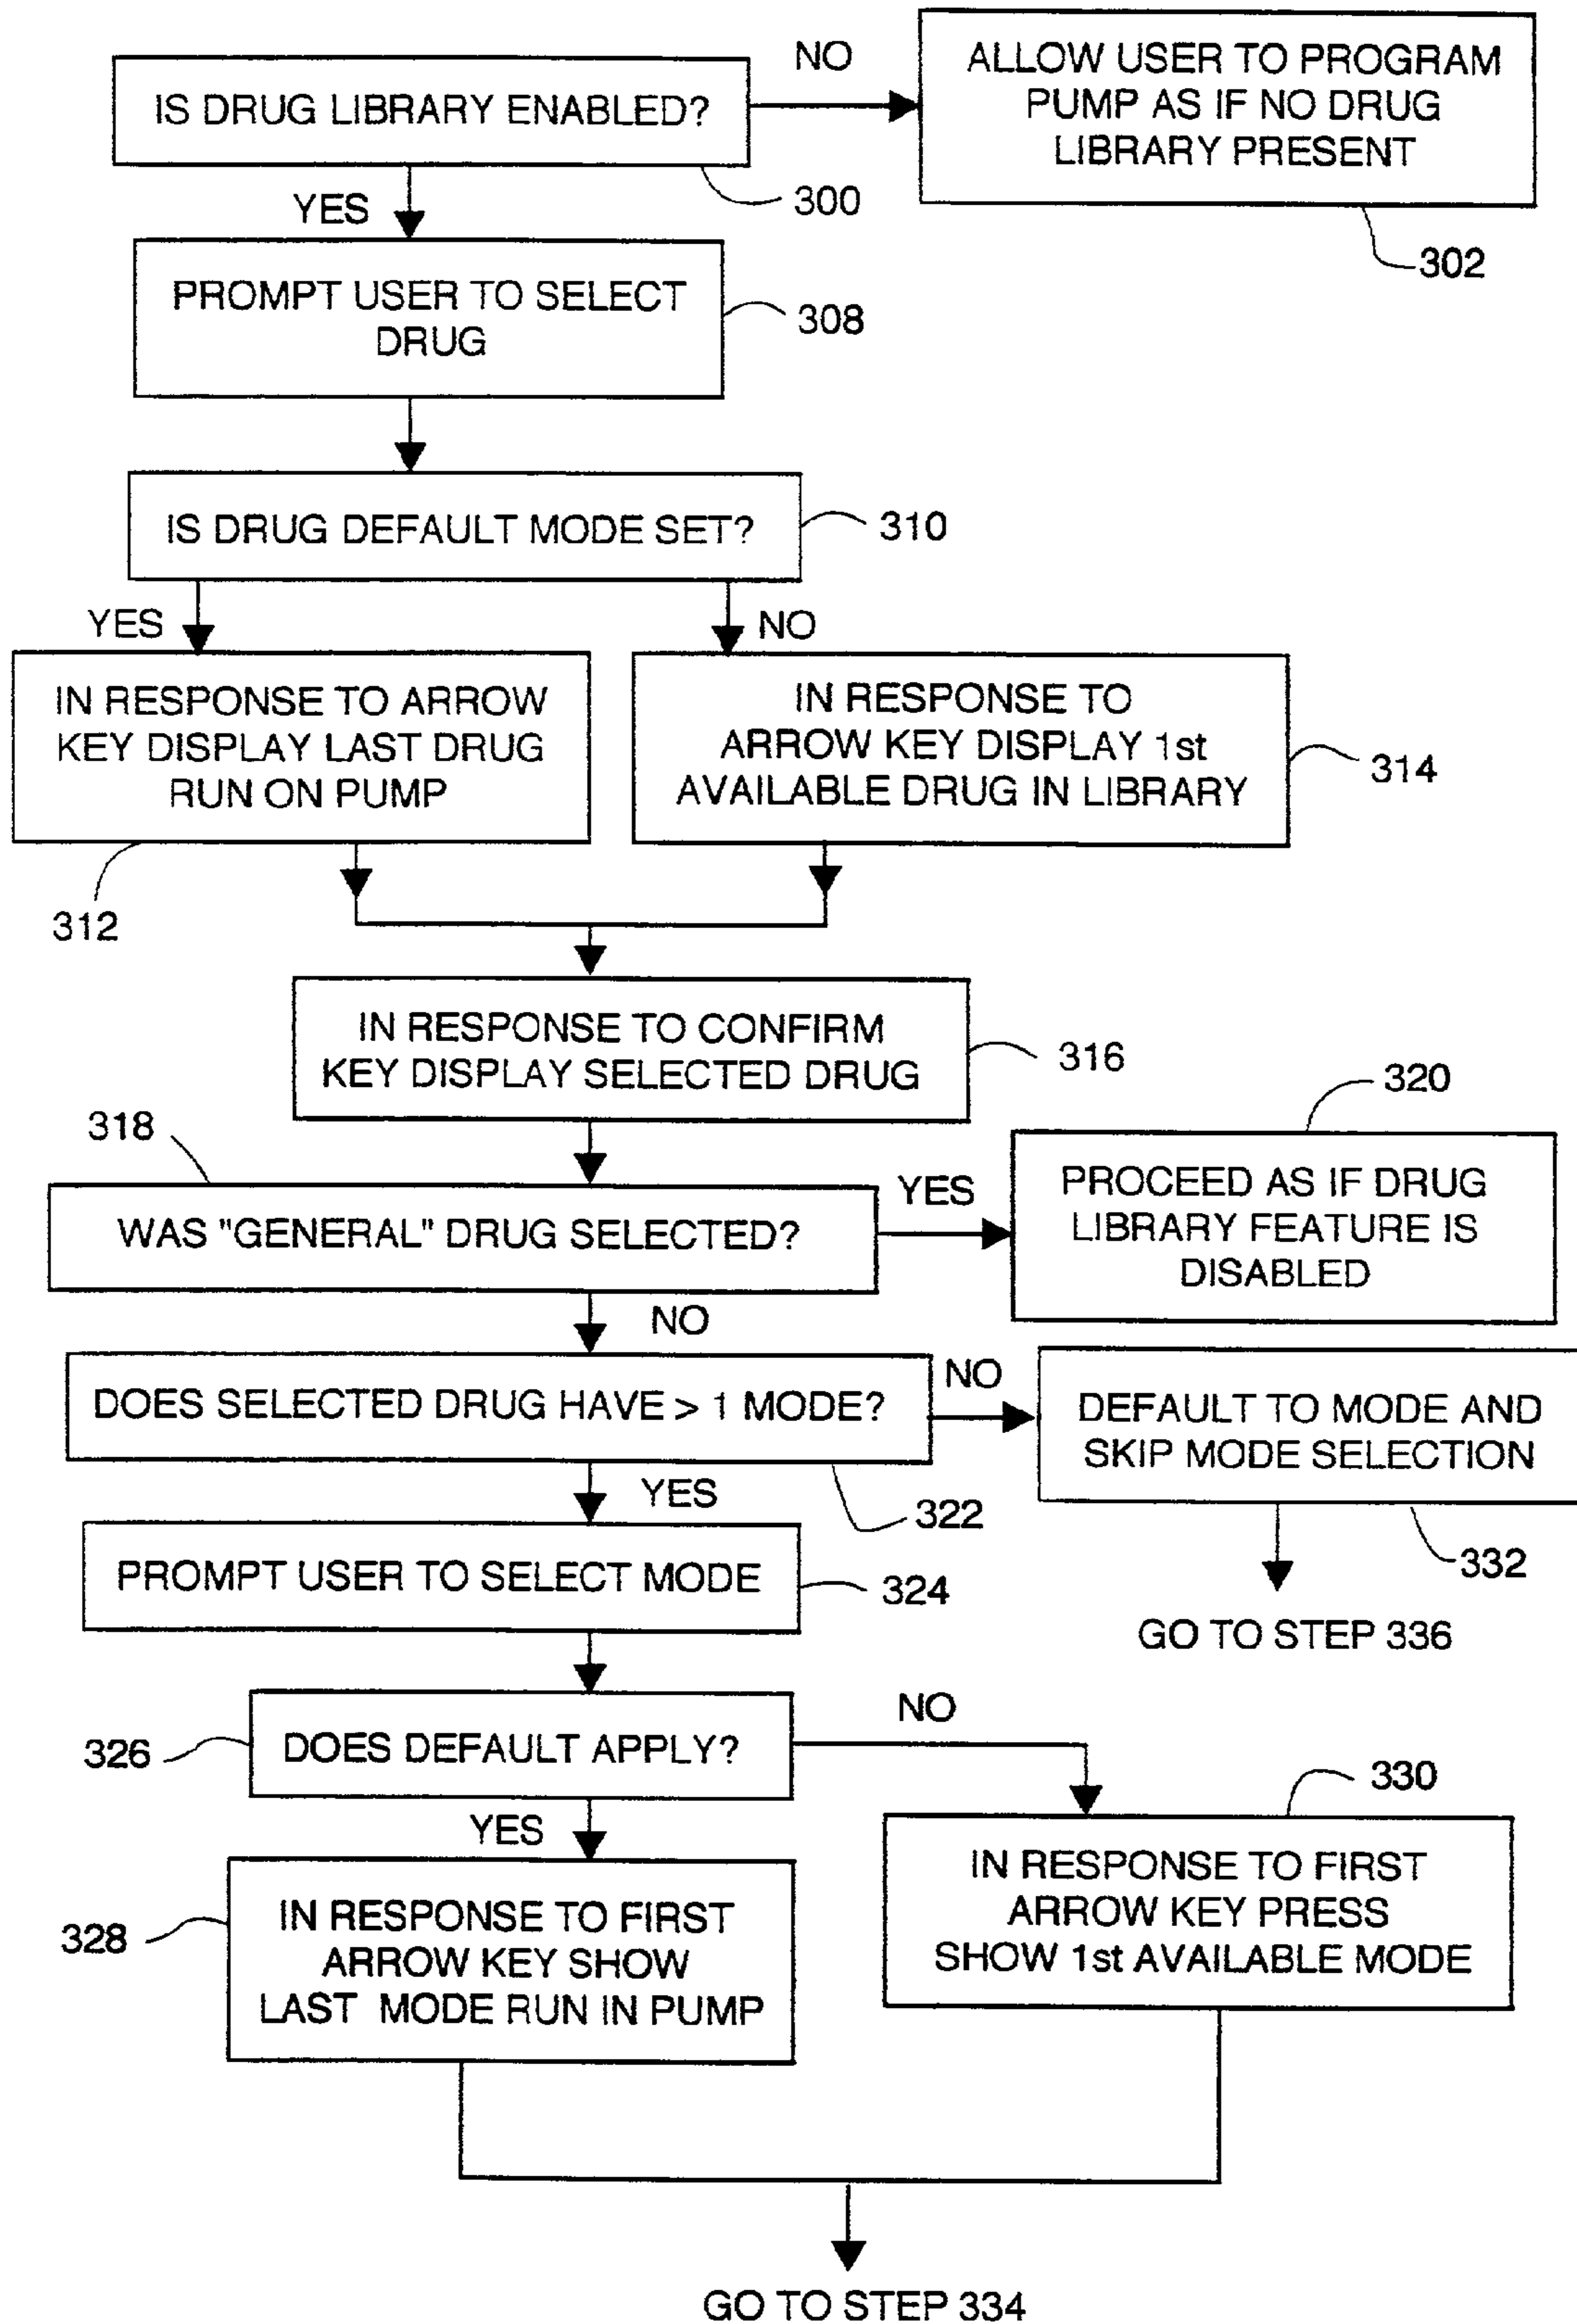 IS DRUG LIBRARY ENABLED?
NO
ALLOW USER TO PROGRAM
PUMP AS IF NO DRUG
LIBRARY PRESENT
300
302
YES
PROMPT USER TO SELECT
DRUG
308
IS DRUG DEFAULT MODE SET?
310
YES
NO
IN RESPONSE TO ARROW
KEY DISPLAY LAST DRUG
RUN ON PUMP
312
IN RESPONSE TO
ARROW KEY DISPLAY 1st
AVAILABLE DRUG IN LIBRARY
314
IN RESPONSE TO CONFIRM
KEY DISPLAY SELECTED DRUG
316
318
WAS "GENERAL" DRUG SELECTED?
YES
320
PROCEED AS IF DRUG
LIBRARY FEATURE IS
DISABLED
NO
DOES SELECTED DRUG HAVE > 1 MODE?
322
NO
DEFAULT TO MODE AND
SKIP MODE SELECTION
332
GO TO STEP 336
YES
PROMPT USER TO SELECT MODE
324
326
DOES DEFAULT APPLY?
NO
330
IN RESPONSE TO FIRST
ARROW KEY PRESS
SHOW 1st AVAILABLE MODE
YES
328
IN RESPONSE TO FIRST
ARROW KEY SHOW
LAST MODE RUN IN PUMP
GO TO STEP 334